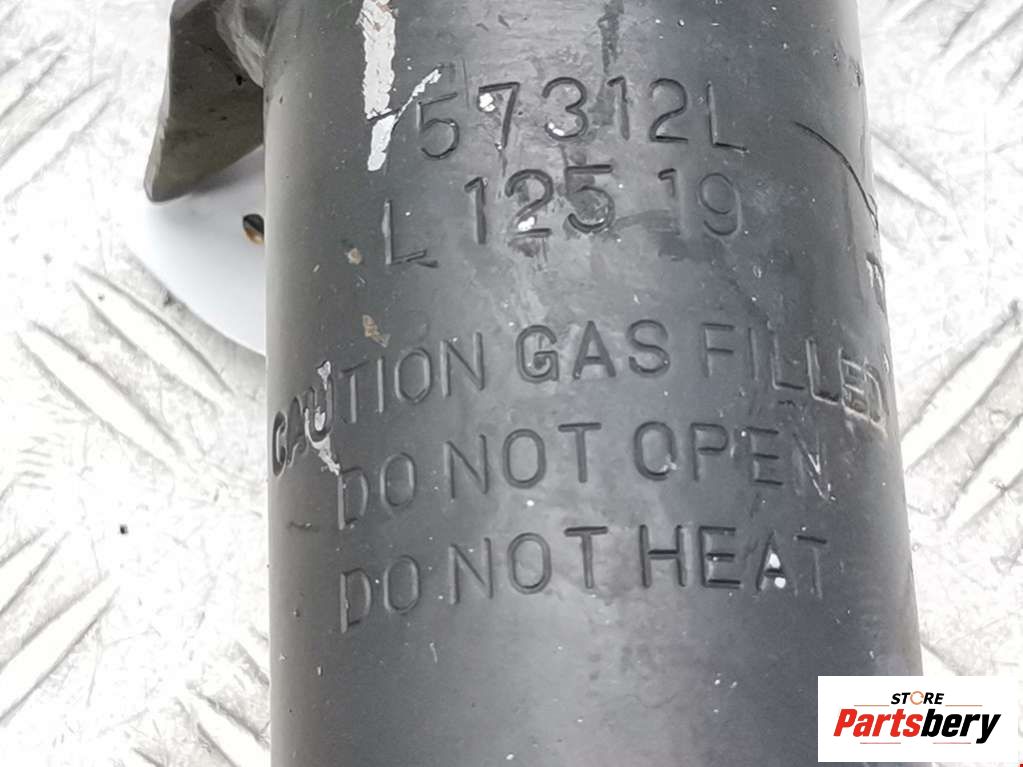 57312L
L 125 19
CAUTION GAS FILLED
DO NOT OPEN
DO NOT HEAT
STORE
Partsbery